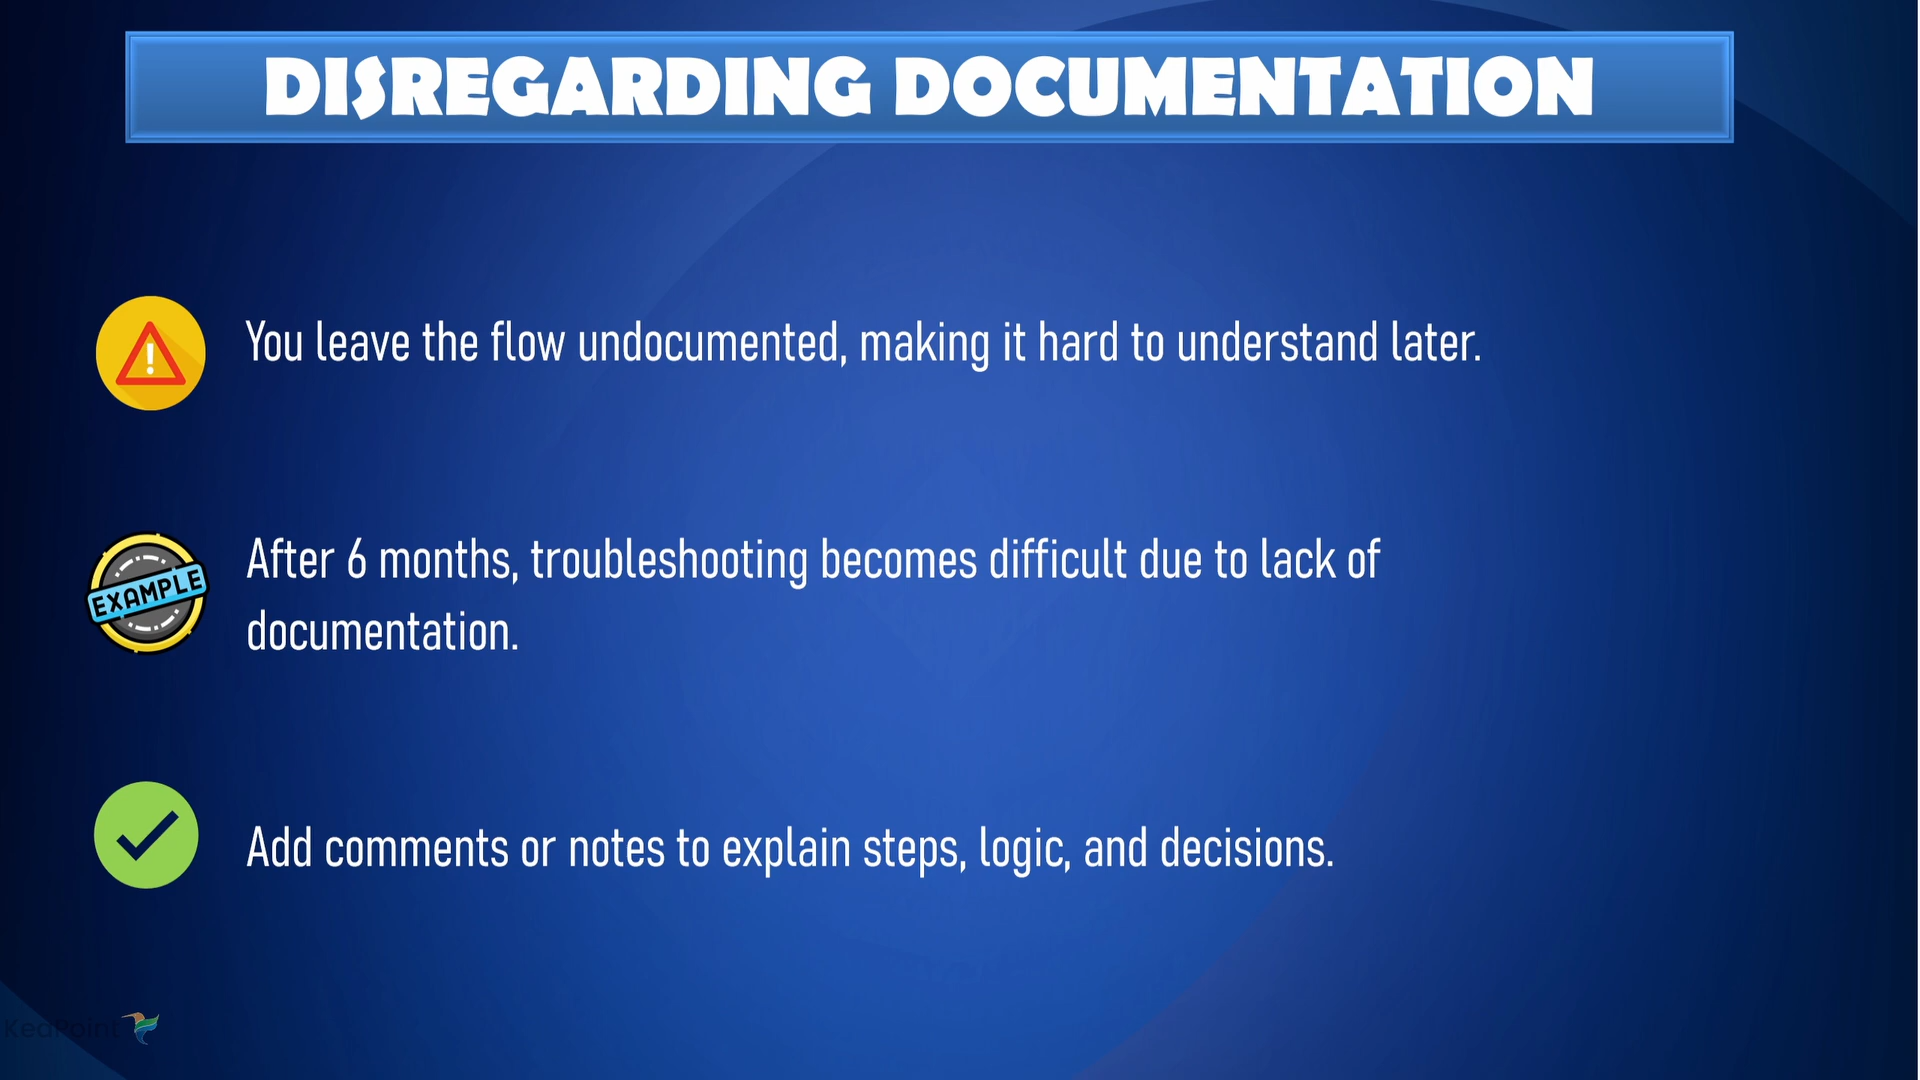 DISREGARDING DOCUMENTATION
You leave the flow undocumented, making it hard to understand later.
EXAMPLE
After 6 months, troubleshooting becomes difficult due to lack of
documentation.
Add comments or notes to explain steps, logic, and decisions.
KedPoint